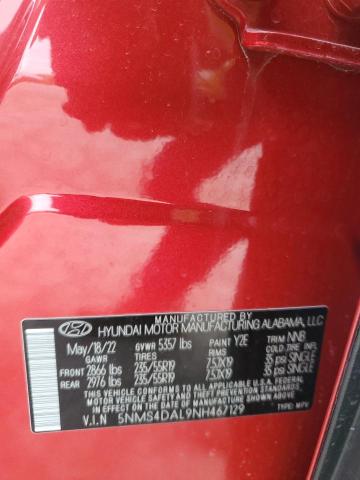 MANUFACTURED BY
HYUNDAI MOTOR MANUFACTURING ALABAMA, LLC
May/18/22 GVWR 5357 lbs PAINT Y2E TRIM NNB
GAWR TIRES RIMS COLD TIRE INFL
FRONT 2866 lbs 235/55R19 7.5JX19 35 psi SINGLE
REAR 2976 lbs 235/55R19 7.5JX19 35 psi SINGLE
THIS VEHICLE CONFORMS TO ALL APPLICABLE
FEDERAL MOTOR VEHICLE SAFETY
STANDARDS IN EFFECT ON THE DATE OF
MANUFACTURE SHOWN ABOVE.
V.I.N 5NMS4DAL9NH467129 TYPE: MPV